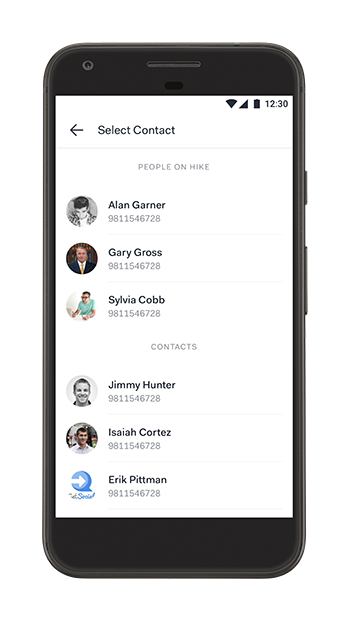 12:30
Select Contact
PEOPLE ON HIKE
Alan Garner
9811546728
Gary Gross
9811546728
Sylvia Cobb
9811546728
CONTACTS
Jimmy Hunter
9811546728
Isaiah Cortez
9811546728
Erik Pittman
9811546728